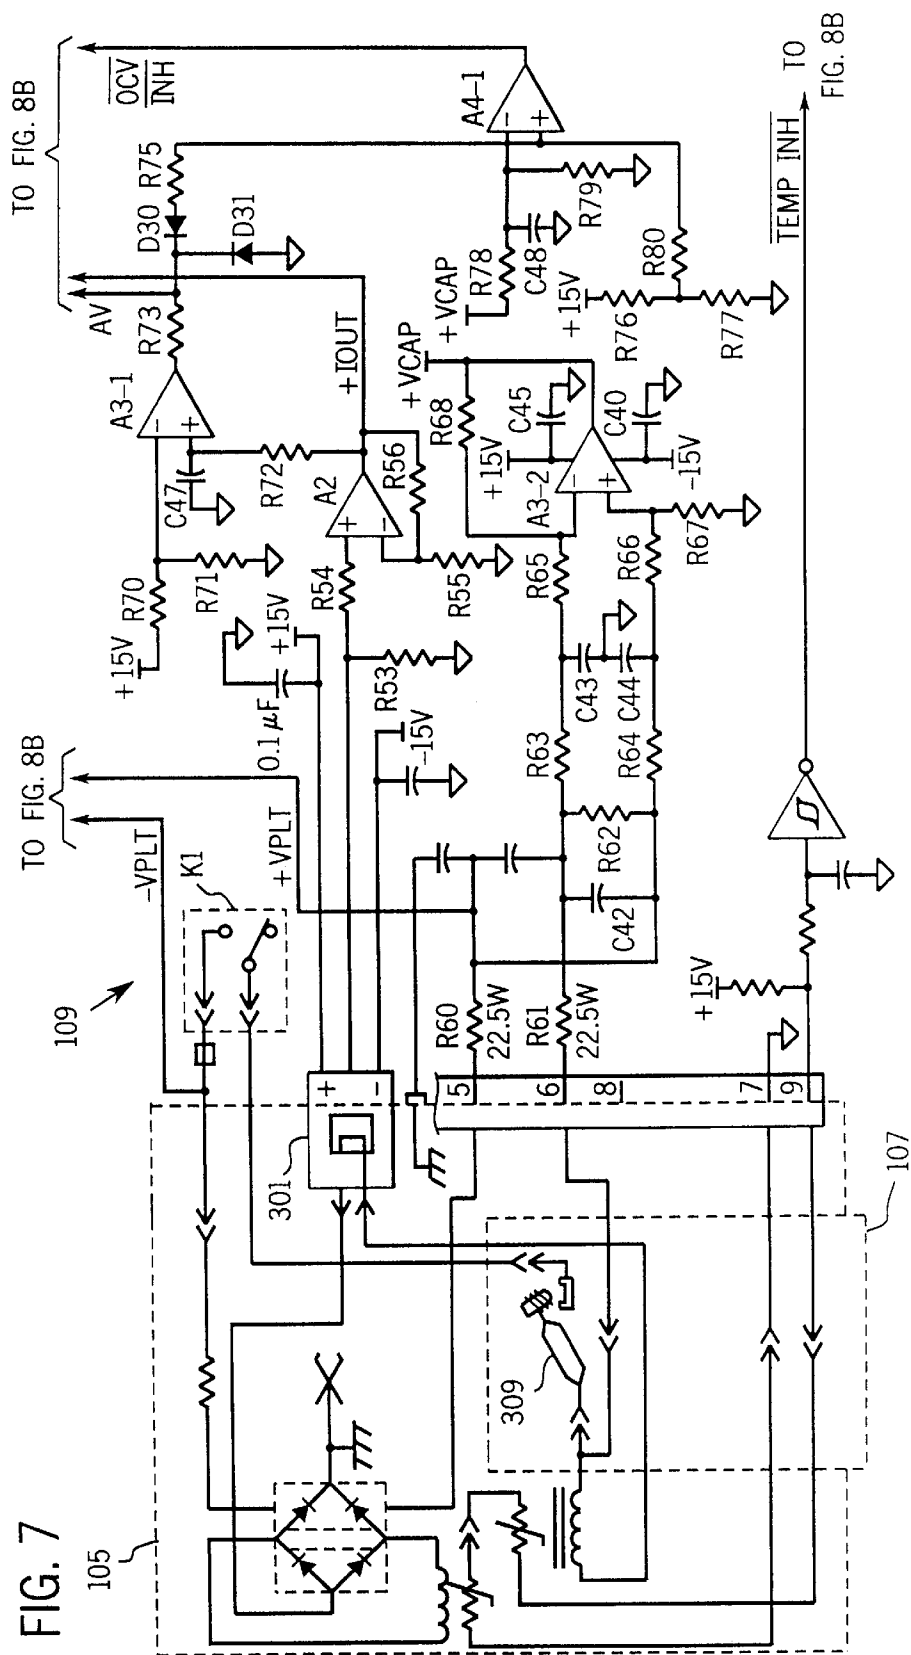 FIG. 7
109
105
107
TO FIG. 8B
-VPLT
+VPLT
K1
301
309
+
-
5
6
8
7
9
R60
22.5W
R61
22.5W
C42
R62
R63
R64
C43
C44
R65
R66
R67
R68
A3-2
-
+
+15V
C45
C40
-15V
+VCAP
0.1 µF
+15V
-15V
R53
R54
A2
+
-
R55
R56
+IOUT
R72
C47
+15V
R70
R71
A3-1
-
+
R73
AV
TO FIG. 8B
D30
R75
D31
OCV
INH
A4-1
-
+
+VCAP
R78
C48
R79
+15V
R76
R77
R80
+15V
TEMP INH
TO
FIG. 8B